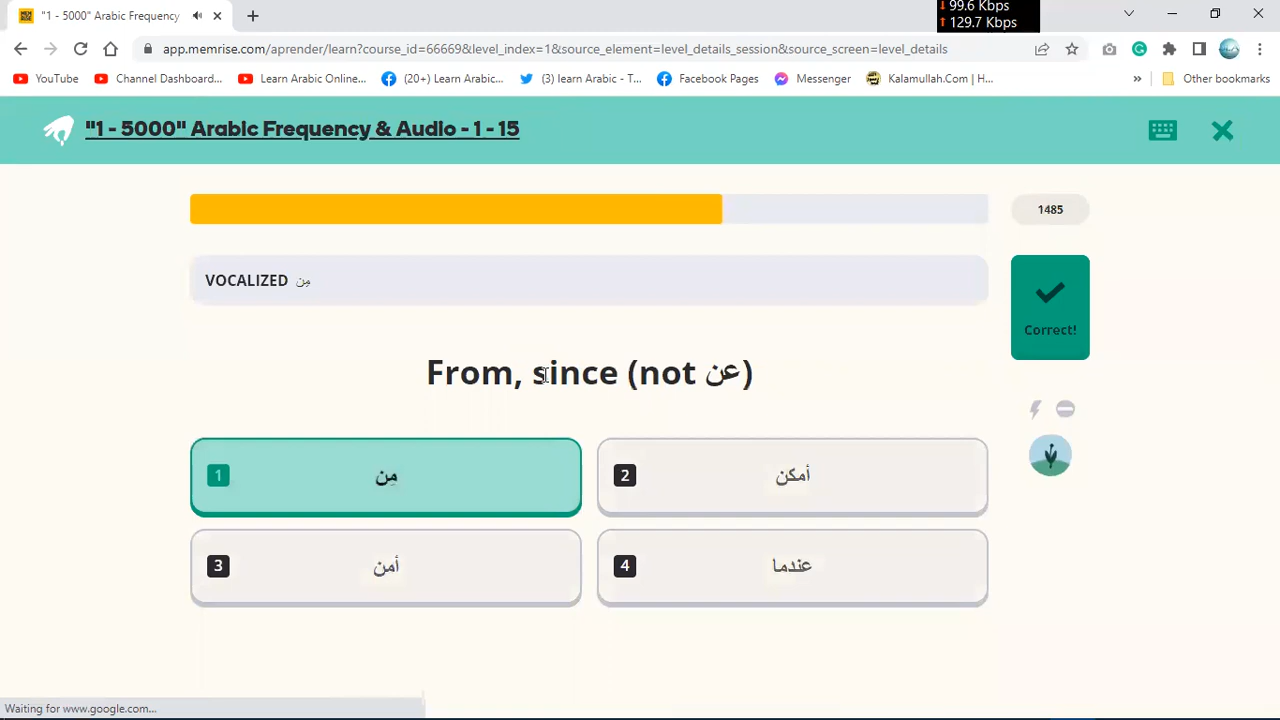 99.6 Kbps
129.7 Kbps
"1 - 5000" Arabic Frequency
app.memrise.com/aprender/learn?course_id=66669&level_index=1&source_element=level_details_session&source_screen=level_details
YouTube
Channel Dashboard...
Learn Arabic Online...
(20+) Learn Arabic...
(3) learn Arabic - T...
Facebook Pages
Messenger
Kalamullah.Com | H...
»
Other bookmarks
"1 - 5000" Arabic Frequency & Audio - 1 - 15
1485
VOCALIZED مِن
Correct!
From, since (not عن)
1 مِن
2 أمكن
3 أمن
4 عندما
Waiting for www.google.com...